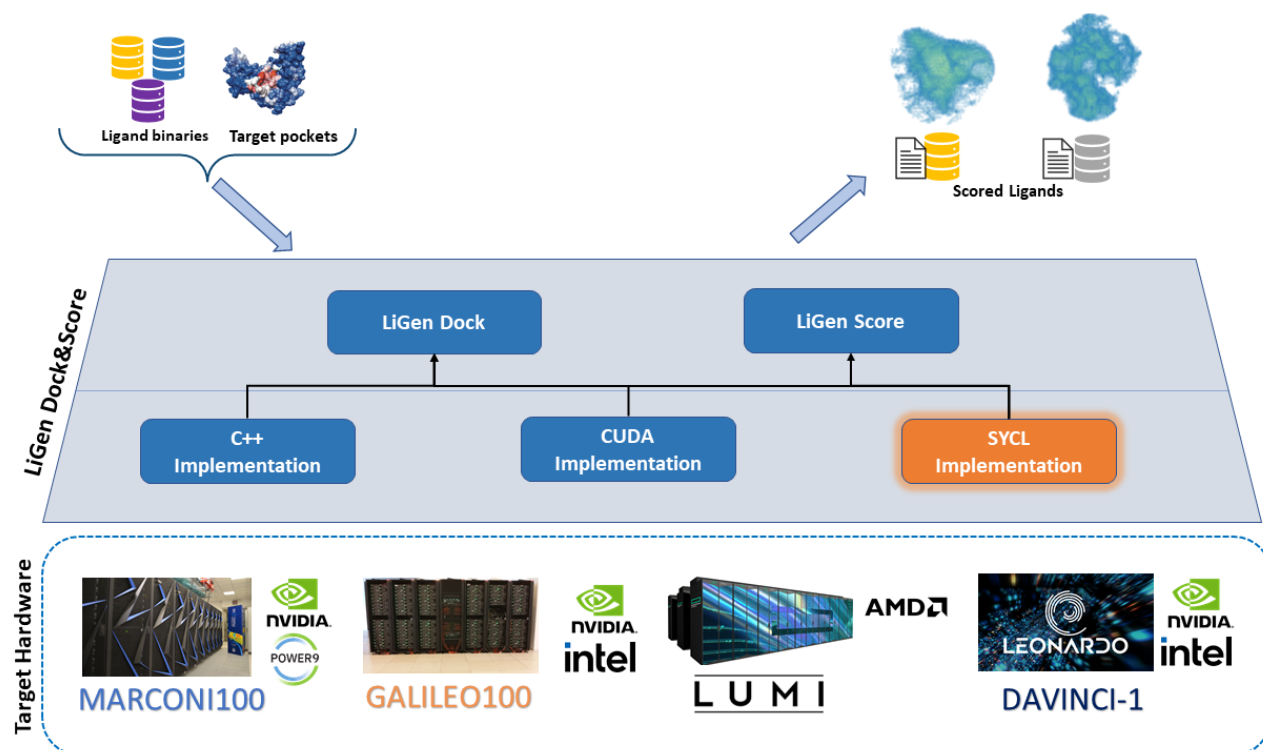 Ligand binaries
Target pockets
Scored Ligands
LiGen Dock&Score
LiGen Dock
LiGen Score
C++
Implementation
CUDA
Implementation
SYCL
Implementation
Target Hardware
NVIDIA.
POWER9
MARCONI100
NVIDIA.
intel
GALILEO100
AMD
LUMI
LEONARDO
NVIDIA.
intel
DAVINCI-1